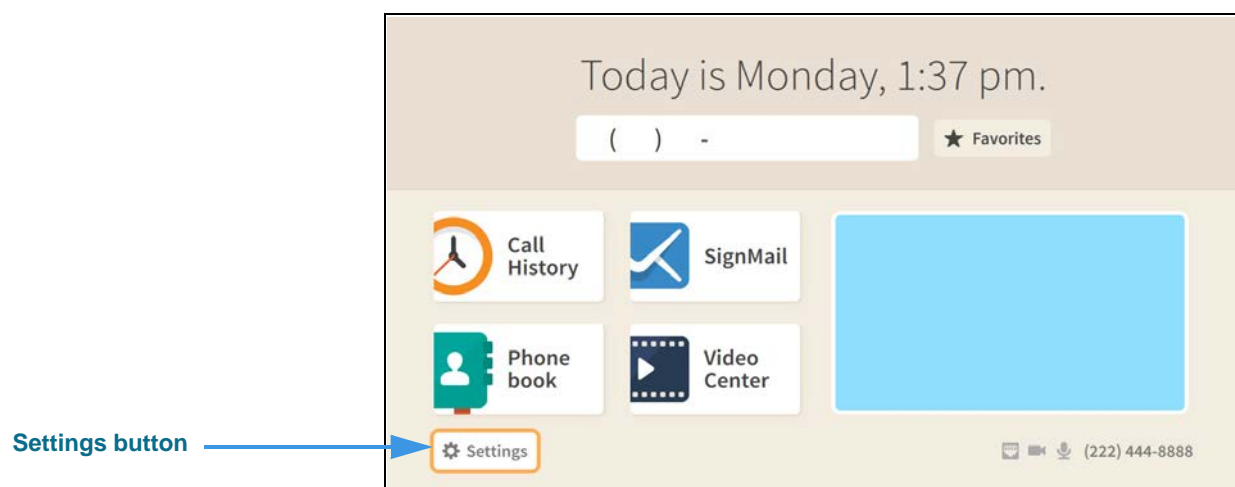 Today is Monday, 1:37 pm.
( ) -
Favorites
Call
History
SignMail
Phone
book
Video
Center
Settings button
Settings
(222) 444-8888